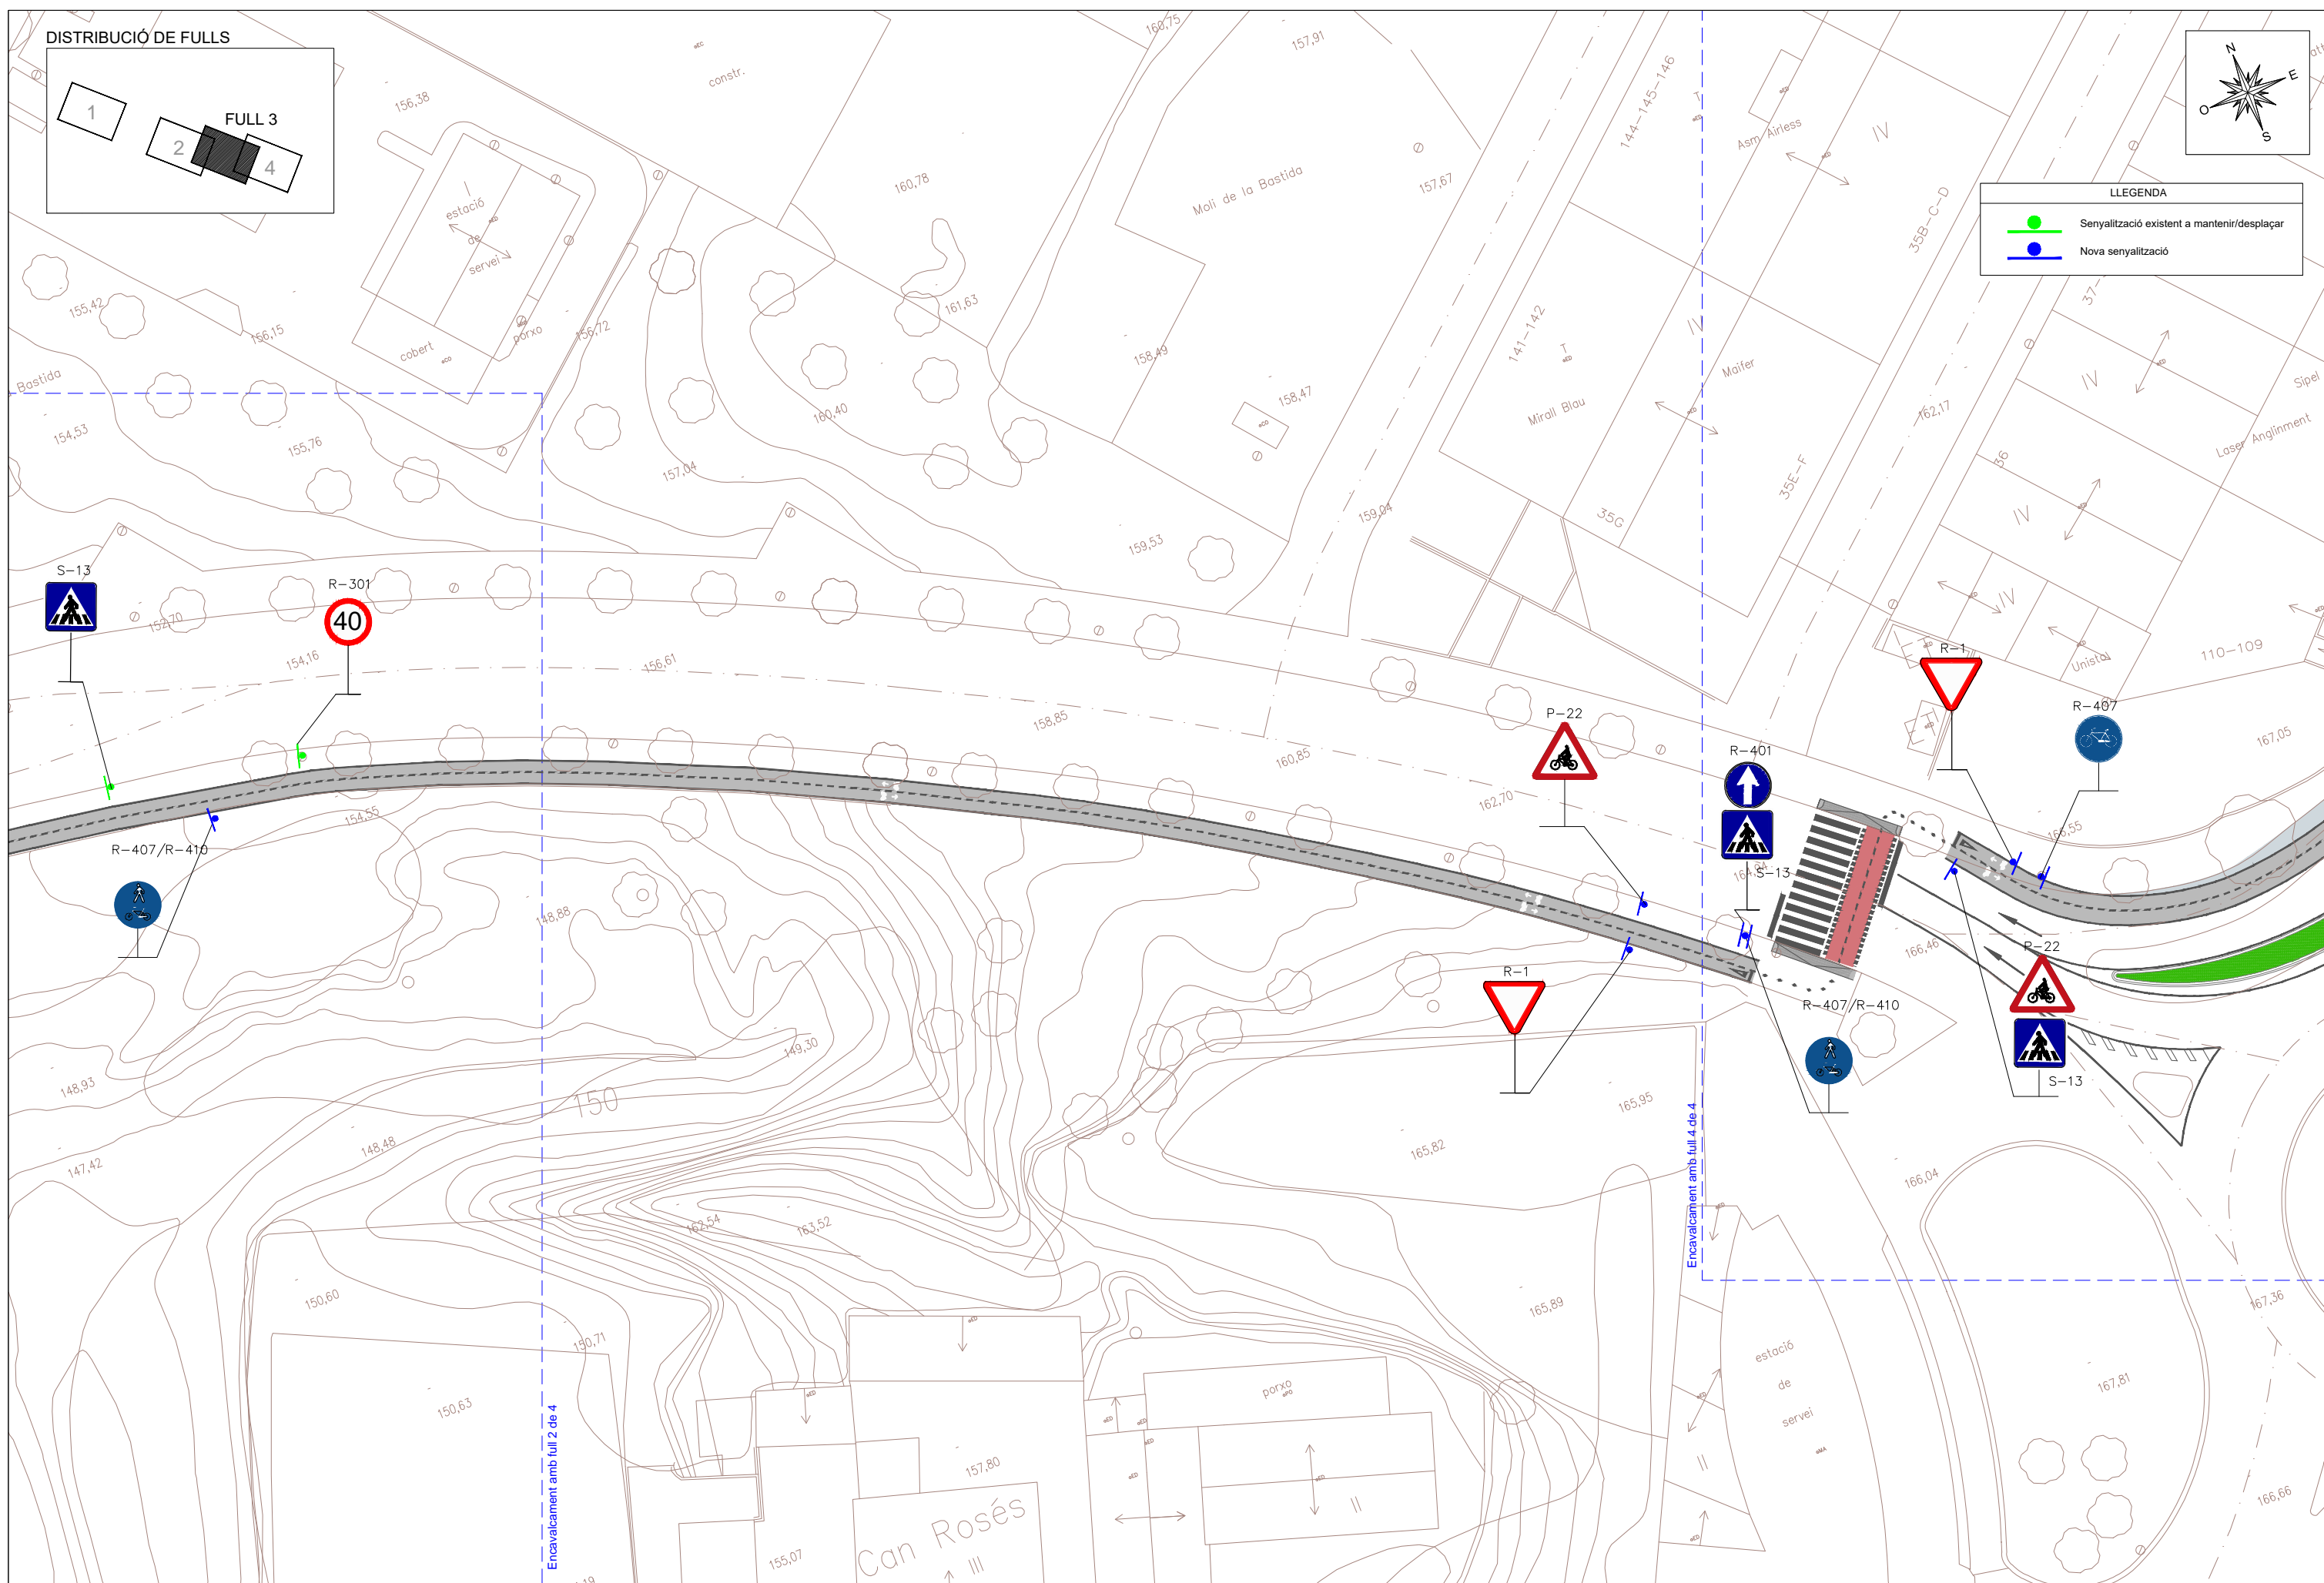 DISTRIBUCIÓ DE FULLS
1
2
FULL 3
4
N
E
O
S
LLEGENDA
Senyalització existent a mantenir/desplaçar
Nova senyalització
160,75
157,91
constr.
156,38
estació
de
servei
160,78
Molí de la Bastida
157,67
144-145-146
Asm Airless
IV
35B-C-D
37-
155,42
156,15
cobert
porxo
156,72
161,63
158,49
141-142
IV
Maifer
IV
Sipel
Bastida
154,53
155,76
160,40
158,47
Mirall Blau
162,17
Laser Anglinment
157,04
159,53
159,04
35G
35E-F
36
IV
IV
S-13
R-301
40
152,70
154,16
156,61
158,85
160,85
162,70
P-22
R-401
S-13
164,64
R-1
Unistol
110-109
R-407
167,05
166,55
154,55
R-407/R-410
148,88
R-1
166,46
P-22
S-13
R-407/R-410
148,93
149,30
150
147,42
148,48
165,95
165,82
Encavalcament amb full 4 de 4
166,04
162,54
163,52
150,60
150,71
165,89
167,36
estació
de
servei
167,81
150,63
Encavalcament amb full 2 de 4
porxo
157,80
II
II
166,66
155,07
Can Rosés
III